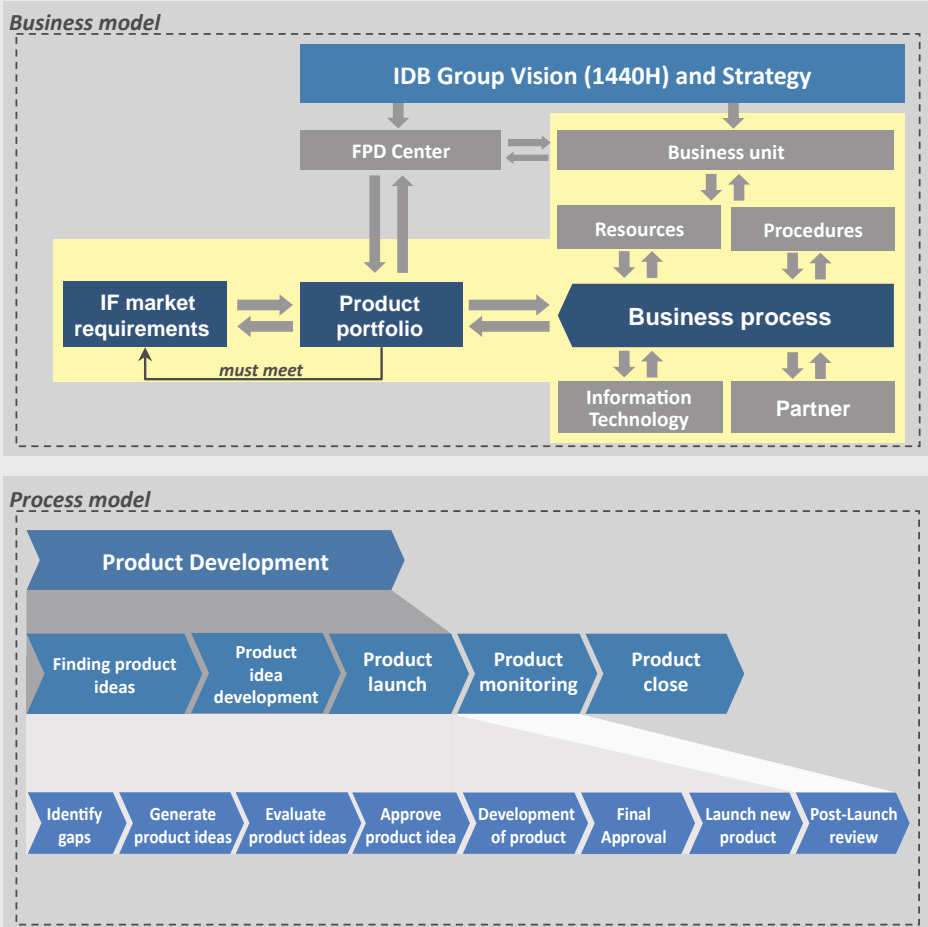 Business model
IDB Group Vision (1440H) and Strategy
FPD Center
Business unit
Resources
Procedures
IF market
requirements
Product
portfolio
Business process
must meet
Information
Technology
Partner
Process model
Product Development
Finding product
ideas
Product
idea
development
Product
launch
Product
monitoring
Product
close
Identify
gaps
Generate
product ideas
Evaluate
product ideas
Approve
product idea
Development
of product
Final
Approval
Launch new
product
Post-Launch
review